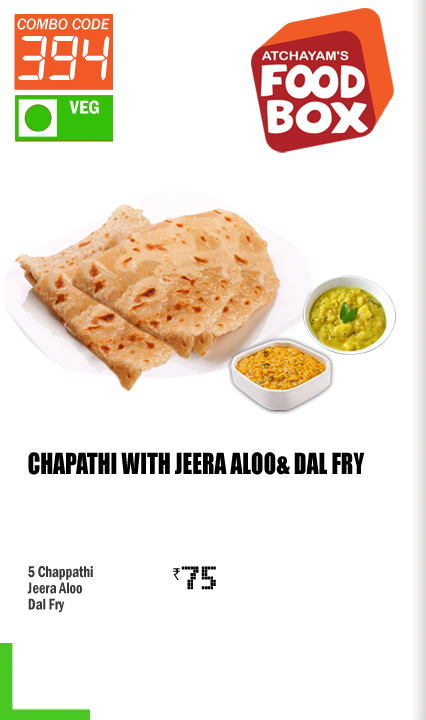 COMBO CODE
394
VEG
ATCHAYAM'S
FOOD
BOX
CHAPATHI WITH JEERA ALOO& DAL FRY
5 Chappathi
Jeera Aloo
Dal Fry
₹75